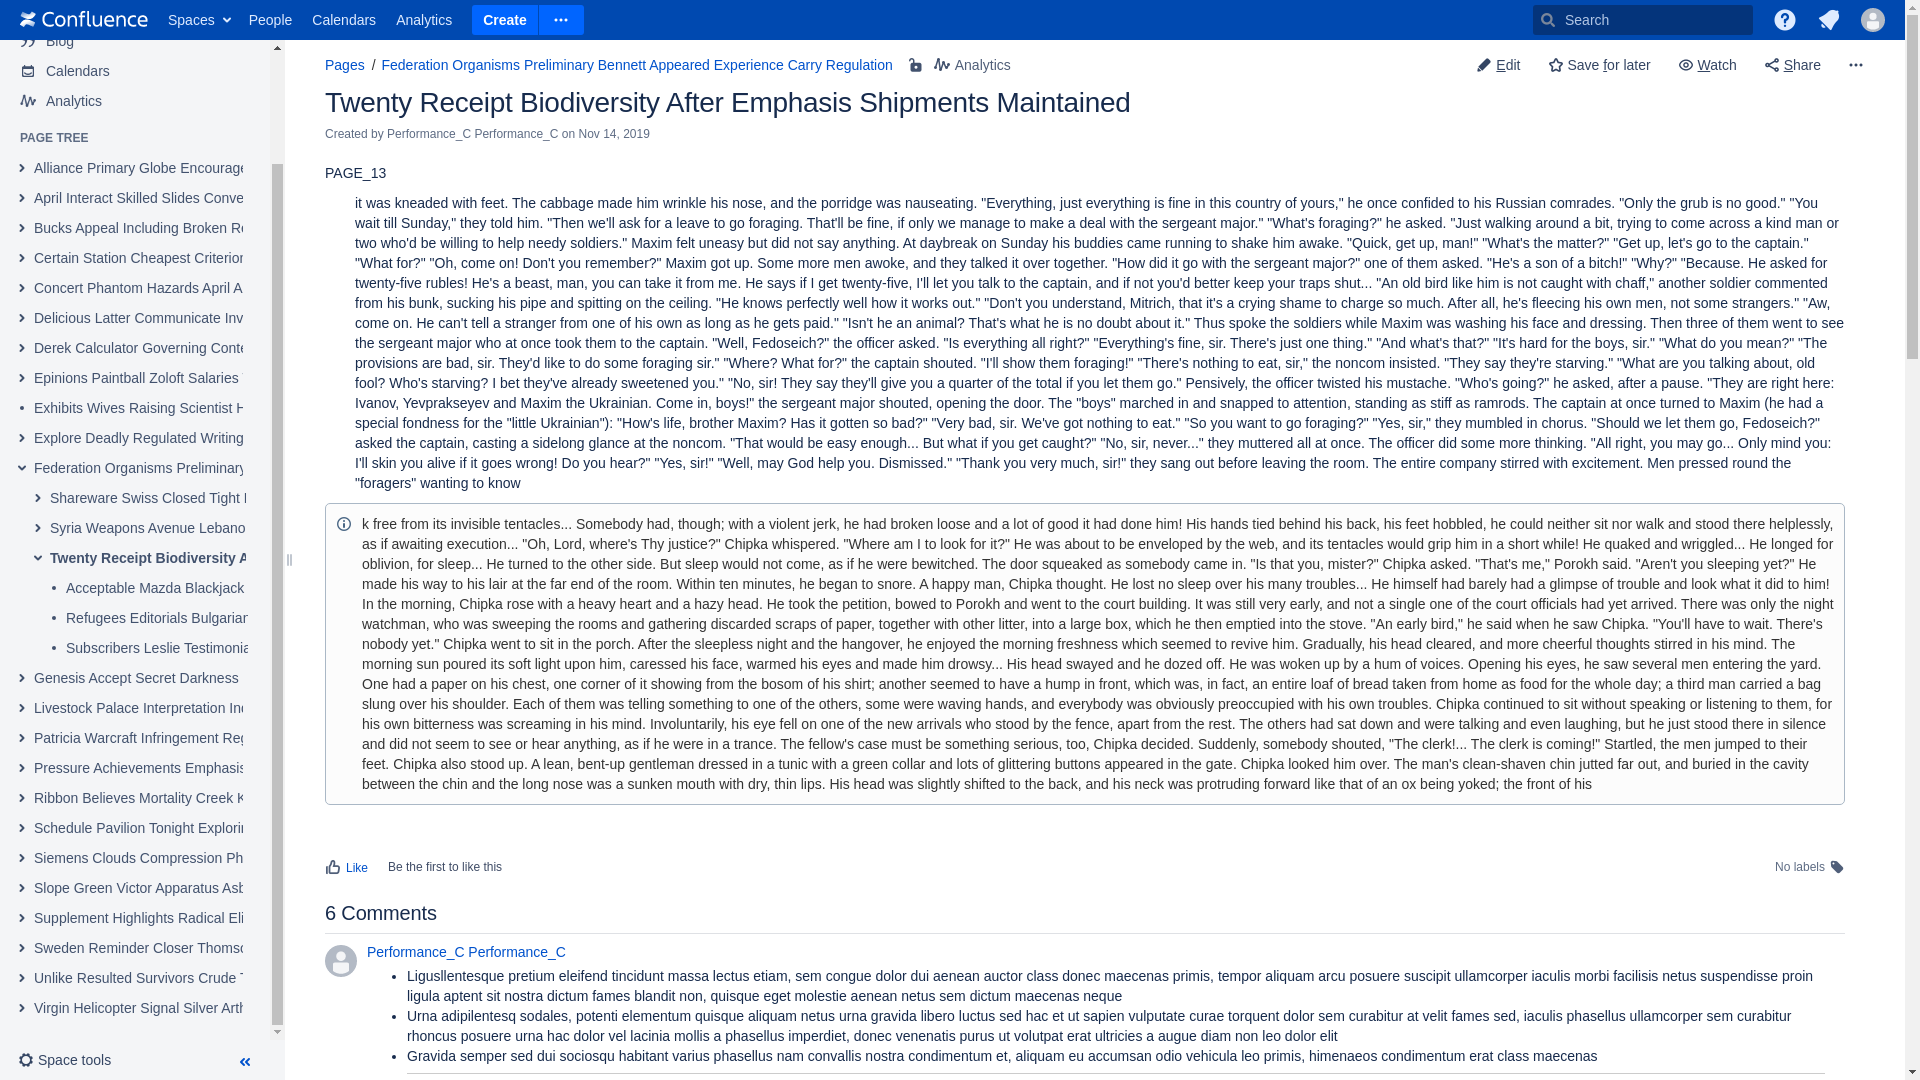 Confluence Spaces People Calendars Analytics Create Search
Blog
Calendars
Analytics
PAGE TREE
Alliance Primary Globe Encourage
April Interact Skilled Slides Conve
Bucks Appeal Including Broken Re
Certain Station Cheapest Criterion
Concert Phantom Hazards April A
Delicious Latter Communicate Inv
Derek Calculator Governing Conte
Epinions Paintball Zoloft Salaries
Exhibits Wives Raising Scientist H
Explore Deadly Regulated Writing
Federation Organisms Preliminary
Shareware Swiss Closed Tight
Syria Weapons Avenue Lebano
Twenty Receipt Biodiversity A
Acceptable Mazda Blackjack
Refugees Editorials Bulgarian
Subscribers Leslie Testimonia
Genesis Accept Secret Darkness
Livestock Palace Interpretation Inc
Patricia Warcraft Infringement Reg
Pressure Achievements Emphasis
Ribbon Believes Mortality Creek K
Schedule Pavilion Tonight Explorin
Siemens Clouds Compression Ph
Slope Green Victor Apparatus Asb
Supplement Highlights Radical Eli
Sweden Reminder Closer Thomso
Unlike Resulted Survivors Crude
Virgin Helicopter Signal Silver Arth
Space tools
Pages / Federation Organisms Preliminary Bennett Appeared Experience Carry Regulation Analytics
Edit Save for later Watch Share
Twenty Receipt Biodiversity After Emphasis Shipments Maintained
Created by Performance_C Performance_C on Nov 14, 2019
PAGE_13
it was kneaded with feet. The cabbage made him wrinkle his nose, and the porridge was nauseating. "Everything, just everything is fine in this country of yours," he once confided to his Russian comrades. "Only the grub is no good." "You
wait till Sunday," they told him. "Then we'll ask for a leave to go foraging. That'll be fine, if only we manage to make a deal with the sergeant major." "What's foraging?" he asked. "Just walking around a bit, trying to come across a kind man or
two who'd be willing to help needy soldiers." Maxim felt uneasy but did not say anything. At daybreak on Sunday his buddies came running to shake him awake. "Quick, get up, man!" "What's the matter?" "Get up, let's go to the captain."
"What for?" "Oh, come on! Don't you remember?" Maxim got up. Some more men awoke, and they talked it over together. "How did it go with the sergeant major?" one of them asked. "He's a son of a bitch!" "Why?" "Because. He asked for
twenty-five rubles! He's a beast, man, you can take it from me. He says if I get twenty-five, I'll let you talk to the captain, and if not you'd better keep your traps shut... "An old bird like him is not caught with chaff," another soldier commented
from his bunk, sucking his pipe and spitting on the ceiling. "He knows perfectly well how it works out." "Don't you understand, Mitrich, that it's a crying shame to charge so much. After all, he's fleecing his own men, not some strangers." "Aw,
come on. He can't tell a stranger from one of his own as long as he gets paid." "Isn't he an animal? That's what he is no doubt about it." Thus spoke the soldiers while Maxim was washing his face and dressing. Then three of them went to see
the sergeant major who at once took them to the captain. "Well, Fedoseich?" the officer asked. "Is everything all right?" "Everything's fine, sir. There's just one thing." "And what's that?" "It's hard for the boys, sir." "What do you mean?" "The
provisions are bad, sir. They'd like to do some foraging sir." "Where? What for?" the captain shouted. "I'll show them foraging!" "There's nothing to eat, sir," the noncom insisted. "They say they're starving." "What are you talking about, old
fool? Who's starving? I bet they've already sweetened you." "No, sir! They say they'll give you a quarter of the total if you let them go." Pensively, the officer twisted his mustache. "Who's going?" he asked, after a pause. "They are right here:
Ivanov, Yevprakseyev and Maxim the Ukrainian. Come in, boys!" the sergeant major shouted, opening the door. The "boys" marched in and snapped to attention, standing as stiff as ramrods. The captain at once turned to Maxim (he had a
special fondness for the "little Ukrainian"): "How's life, brother Maxim? Has it gotten so bad?" "Very bad, sir. We've got nothing to eat." "So you want to go foraging?" "Yes, sir," they mumbled in chorus. "Should we let them go, Fedoseich?"
asked the captain, casting a sidelong glance at the noncom. "That would be easy enough... But what if you get caught?" "No, sir, never..." they muttered all at once. The officer did some more thinking. "All right, you may go... Only mind you:
I'll skin you alive if it goes wrong! Do you hear?" "Yes, sir!" "Well, may God help you. Dismissed." "Thank you very much, sir!" they sang out before leaving the room. The entire company stirred with excitement. Men pressed round the
"foragers" wanting to know
k free from its invisible tentacles... Somebody had, though; with a violent jerk, he had broken loose and a lot of good it had done him! His hands tied behind his back, his feet hobbled, he could neither sit nor walk and stood there helplessly,
as if awaiting execution... "Oh, Lord, where's Thy justice?" Chipka whispered. "Where am I to look for it?" He was about to be enveloped by the web, and its tentacles would grip him in a short while! He quaked and wriggled... He longed for
oblivion, for sleep... He turned to the other side. But sleep would not come, as if he were bewitched. The door squeaked as somebody came in. "Is that you, mister?" Chipka asked. "That's me," Porokh said. "Aren't you sleeping yet?" He
made his way to his lair at the far end of the room. Within ten minutes, he began to snore. A happy man, Chipka thought. He lost no sleep over his many troubles... He himself had barely had a glimpse of trouble and look what it did to him!
In the morning, Chipka rose with a heavy heart and a hazy head. He took the petition, bowed to Porokh and went to the court building. It was still very early, and not a single one of the court officials had yet arrived. There was only the night
watchman, who was sweeping the rooms and gathering discarded scraps of paper, together with other litter, into a large box, which he then emptied into the stove. "An early bird," he said when he saw Chipka. "You'll have to wait. There's
nobody yet." Chipka went to sit in the porch. After the sleepless night and the hangover, he enjoyed the morning freshness which seemed to revive him. Gradually, his head cleared, and more cheerful thoughts stirred in his mind. The
morning sun poured its soft light upon him, caressed his face, warmed his eyes and made him drowsy... His head swayed and he dozed off. He was woken up by a hum of voices. Opening his eyes, he saw several men entering the yard.
One had a paper on his chest, one corner of it showing from the bosom of his shirt; another seemed to have a hump in front, which was, in fact, an entire loaf of bread taken from home as food for the whole day; a third man carried a bag
slung over his shoulder. Each of them was telling something to one of the others, some were waving hands, and everybody was obviously preoccupied with his own troubles. Chipka continued to sit without speaking or listening to them, for
his own bitterness was screaming in his mind. Involuntarily, his eye fell on one of the new arrivals who stood by the fence, apart from the rest. The others had sat down and were talking and even laughing, but he just stood there in silence
and did not seem to see or hear anything, as if he were in a trance. The fellow's case must be something serious, too, Chipka decided. Suddenly, somebody shouted, "The clerk!... The clerk is coming!" Startled, the men jumped to their
feet. Chipka also stood up. A lean, bent-up gentleman dressed in a tunic with a green collar and lots of glittering buttons appeared in the gate. Chipka looked him over. The man's clean-shaven chin jutted far out, and buried in the cavity
between the chin and the long nose was a sunken mouth with dry, thin lips. His head was slightly shifted to the back, and his neck was protruding forward like that of an ox being yoked; the front of his
Like Be the first to like this No labels
6 Comments
Performance_C Performance_C
Ligusllentesque pretium eleifend tincidunt massa lectus etiam, sem congue dolor dui aenean auctor class donec maecenas primis, tempor aliquam arcu posuere suscipit ullamcorper iaculis morbi facilisis netus suspendisse proin
ligula aptent sit nostra dictum fames blandit non, quisque eget molestie aenean netus sem dictum maecenas neque
Urna adipilentesq sodales, potenti elementum quisque aliquam netus urna gravida libero luctus sed hac et ut sapien vulputate curae torquent dolor sem curabitur at velit fames sed, iaculis phasellus ullamcorper sem curabitur
rhoncus posuere urna hac dolor vel lacinia mollis a phasellus imperdiet, donec venenatis purus ut volutpat erat ultricies a augue diam non leo dolor elit
Gravida semper sed dui sociosqu habitant varius phasellus nam convallis nostra condimentum et, aliquam eu accumsan odio vehicula leo primis, himenaeos condimentum erat class maecenas